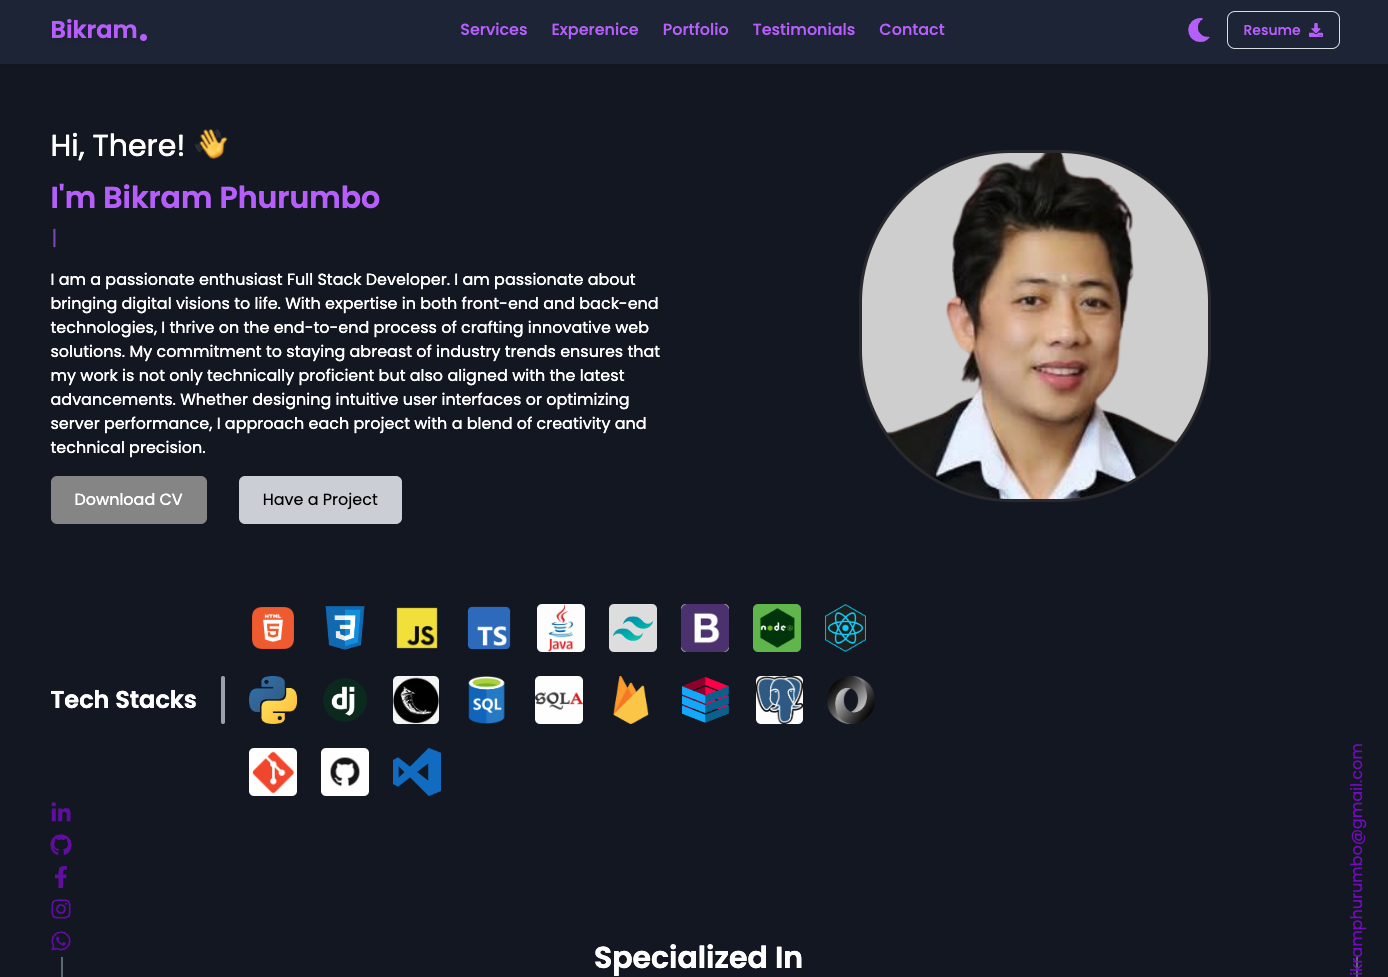 Bikram.
Services Experenice Portfolio Testimonials Contact
Resume
Hi, There! 👋
I'm Bikram Phurumbo
|
I am a passionate enthusiast Full Stack Developer. I am passionate about
bringing digital visions to life. With expertise in both front-end and back-end
technologies, I thrive on the end-to-end process of crafting innovative web
solutions. My commitment to staying abreast of industry trends ensures that
my work is not only technically proficient but also aligned with the latest
advancements. Whether designing intuitive user interfaces or optimizing
server performance, I approach each project with a blend of creativity and
technical precision.
Download CV Have a Project
HTML 5 3 JS TS Java B node
Tech Stacks
dj SQL SQLA
in
f
ikramphurumbo@gmail.com
Specialized In